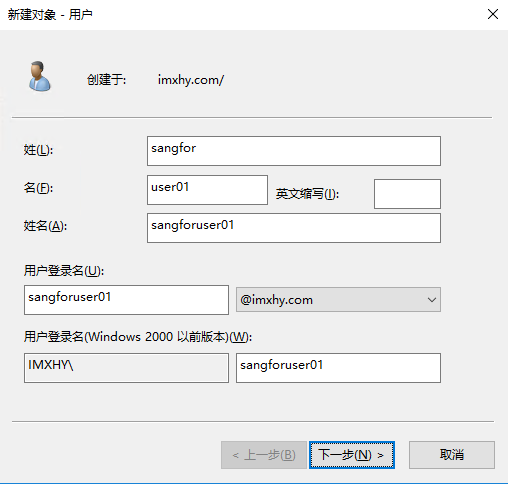 新建对象 - 用户
创建于: imxhy.com/
姓(L): sangfor
名(F): user01 英文缩写(I):
姓名(A): sangforuser01
用户登录名(U):
sangforuser01 @imxhy.com
用户登录名(Windows 2000 以前版本)(W):
IMXHY\ sangforuser01
< 上一步(B) 下一步(N) > 取消